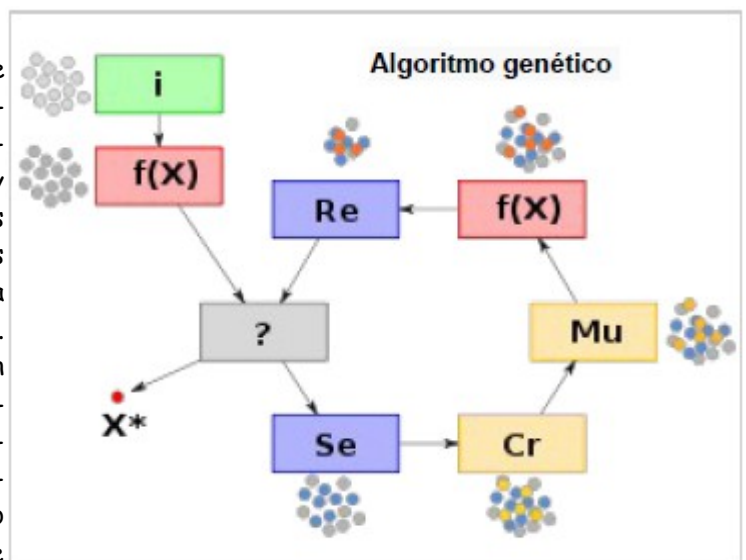 Algoritmo genético
i
f(X)
Re
f(X)
?
Mu
X*
Se
Cr